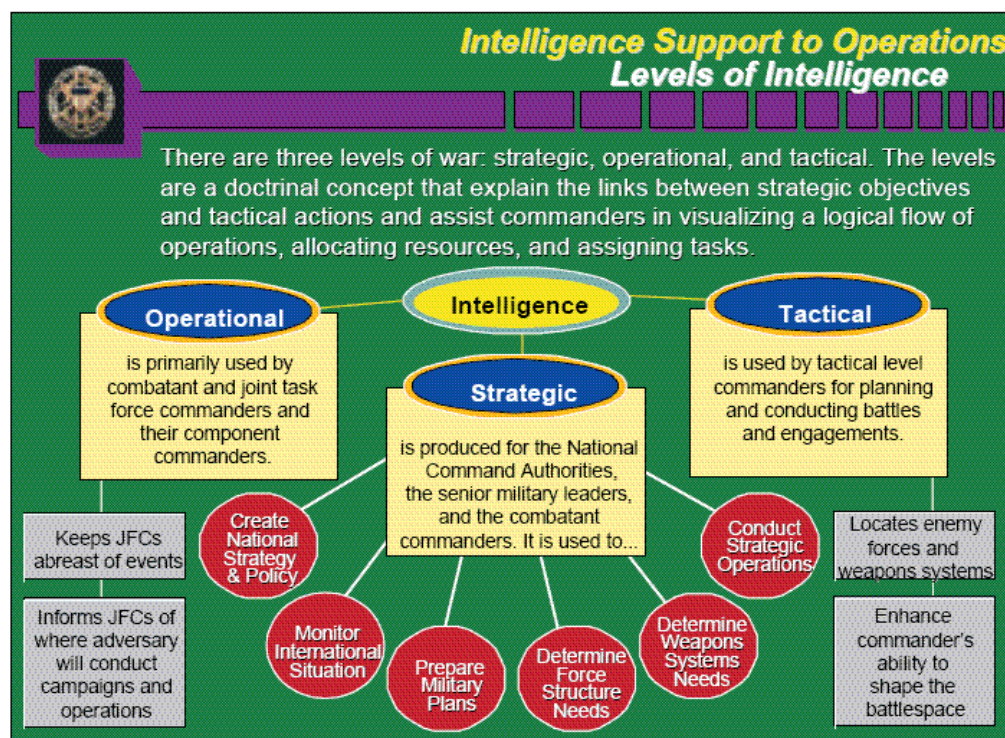 Intelligence Support to Operations
Levels of Intelligence
There are three levels of war: strategic, operational, and tactical. The levels
are a doctrinal concept that explain the links between strategic objectives
and tactical actions and assist commanders in visualizing a logical flow of
operations, allocating resources, and assigning tasks.
Intelligence
Operational
is primarily used by
combatant and joint task
force commanders and
their component
commanders.
Keeps JFCs
abreast of events
Informs JFCs of
where adversary
will conduct
campaigns and
operations
Strategic
is produced for the National
Command Authorities,
the senior military leaders,
and the combatant
commanders. It is used to...
Create
National
Strategy
& Policy
Monitor
International
Situation
Prepare
Military
Plans
Determine
Force
Structure
Needs
Determine
Weapons
Systems
Needs
Conduct
Strategic
Operations
Tactical
is used by tactical level
commanders for planning
and conducting battles
and engagements.
Locates enemy
forces and
weapons systems
Enhance
commander's
ability to
shape the
battlespace